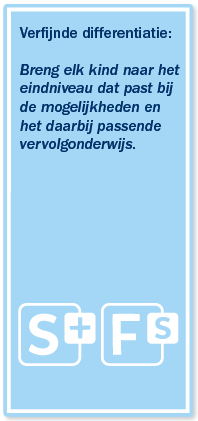 Verfijnde differentiatie:
Breng elk kind naar het
eindniveau dat past bij
de mogelijkheden en
het daarbij passende
vervolgonderwijs.
S+ FS